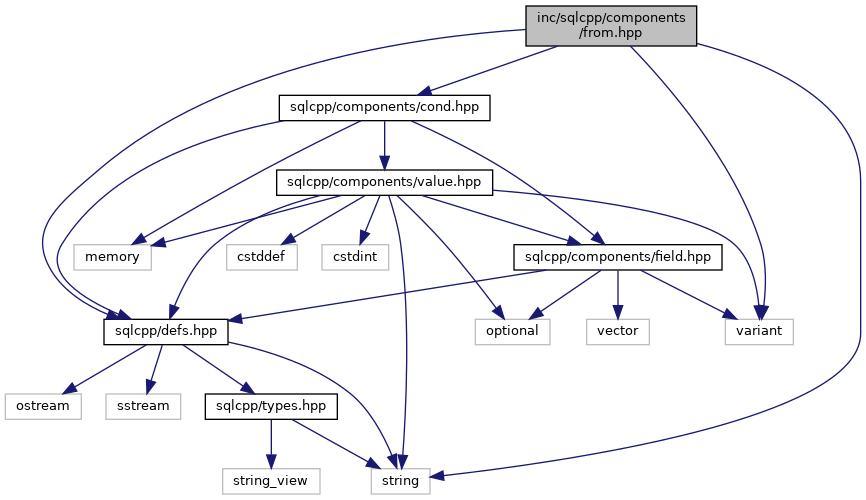 inc/sqlcpp/components
/from.hpp
sqlcpp/components/cond.hpp
sqlcpp/components/value.hpp
memory
cstddef
cstdint
sqlcpp/components/field.hpp
sqlcpp/defs.hpp
optional
vector
variant
ostream
sstream
sqlcpp/types.hpp
string_view
string